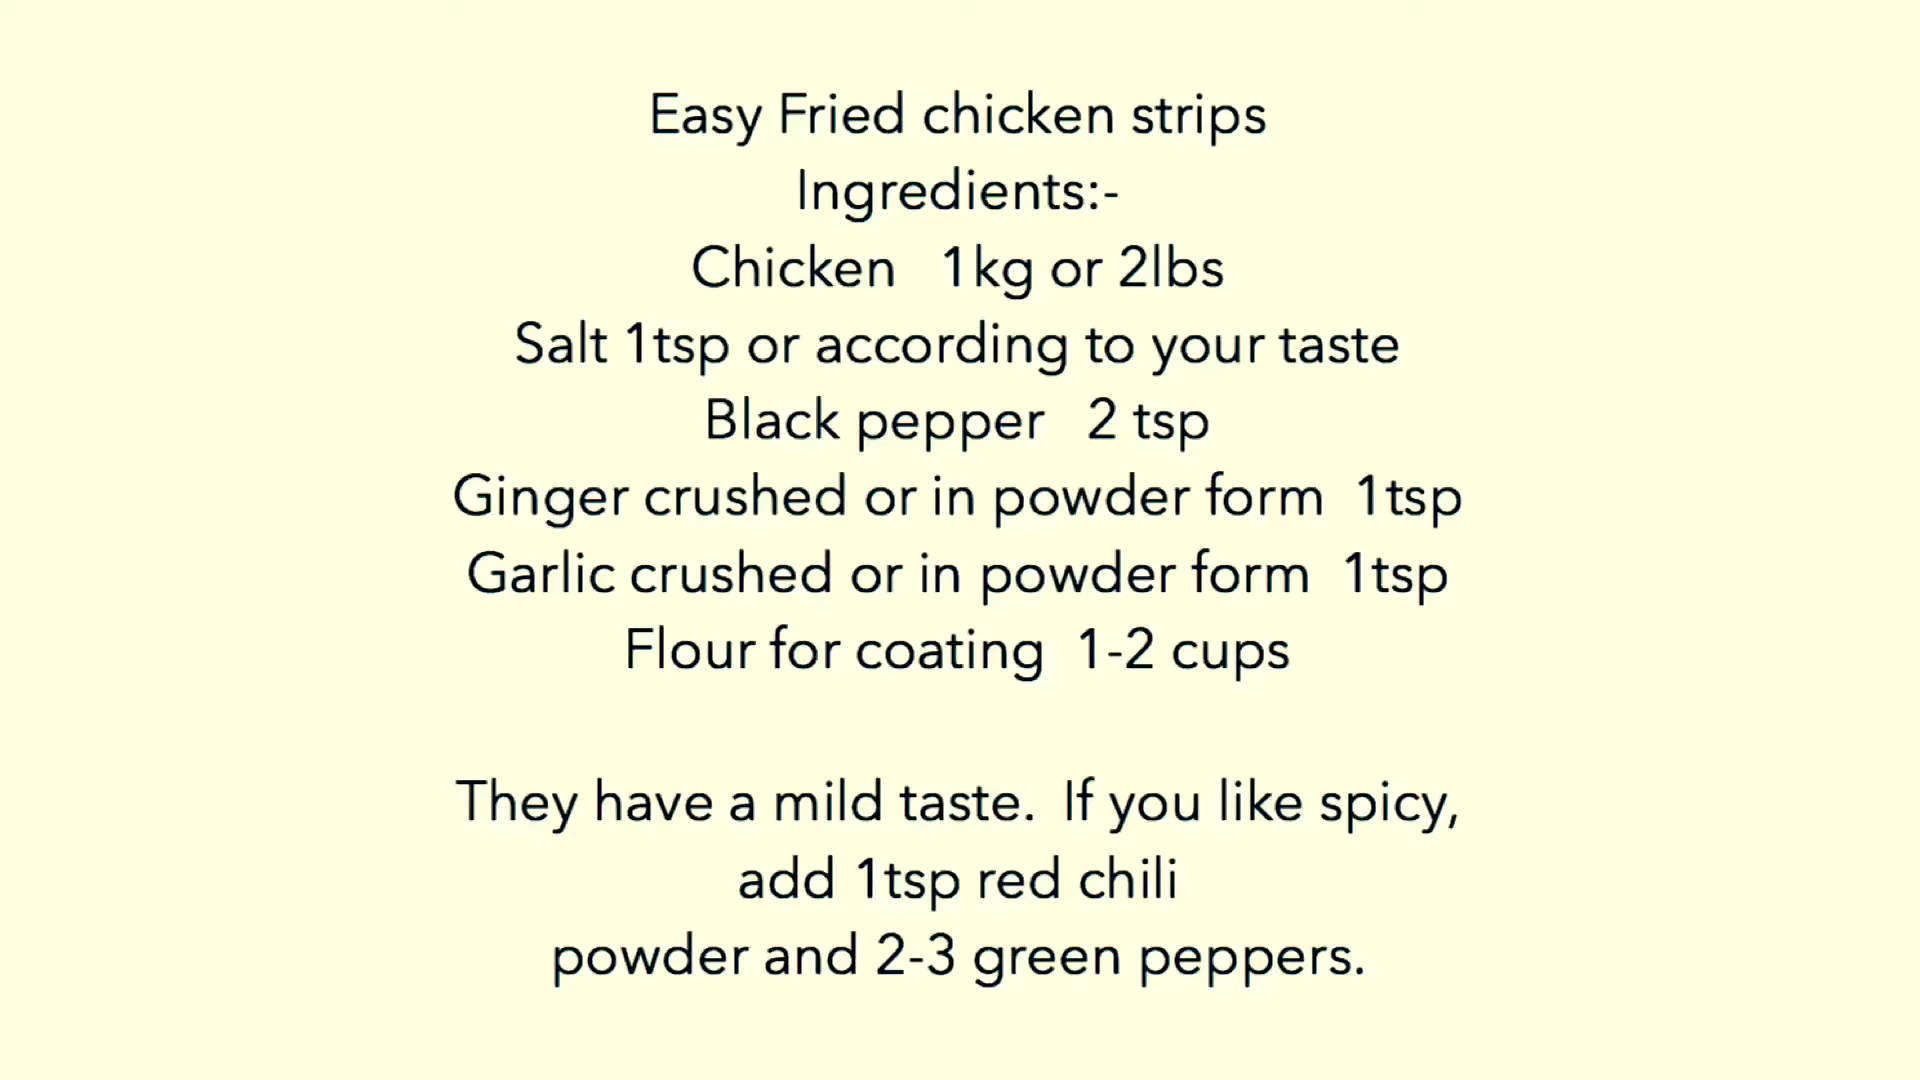 Easy Fried chicken strips
Ingredients:-
Chicken   1kg or 2lbs
Salt 1tsp or according to your taste
Black pepper   2 tsp
Ginger crushed or in powder form  1tsp
Garlic crushed or in powder form  1tsp
Flour for coating  1-2 cups
They have a mild taste.  If you like spicy,
add 1tsp red chili
powder and 2-3 green peppers.